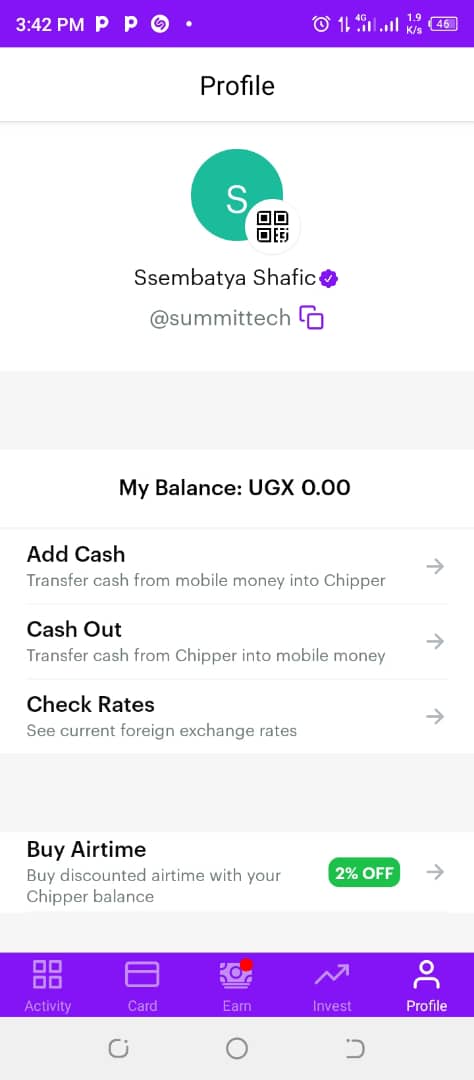 3:42 PM P P
4G 1.9 K/s 46
Profile
S
Ssembatya Shafic
@summittech
My Balance: UGX 0.00
Add Cash
Transfer cash from mobile money into Chipper
Cash Out
Transfer cash from Chipper into mobile money
Check Rates
See current foreign exchange rates
Buy Airtime
Buy discounted airtime with your
Chipper balance
2% OFF
Activity Card Earn Invest Profile